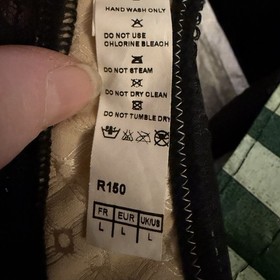 HAND WASH ONLY
DO NOT USE
CHLORINE BLEACH
DO NOT STEAM
DO NOT DRY CLEAN
DO NOT TUMBLE DRY
R150
FR EUR UK/US
L L L